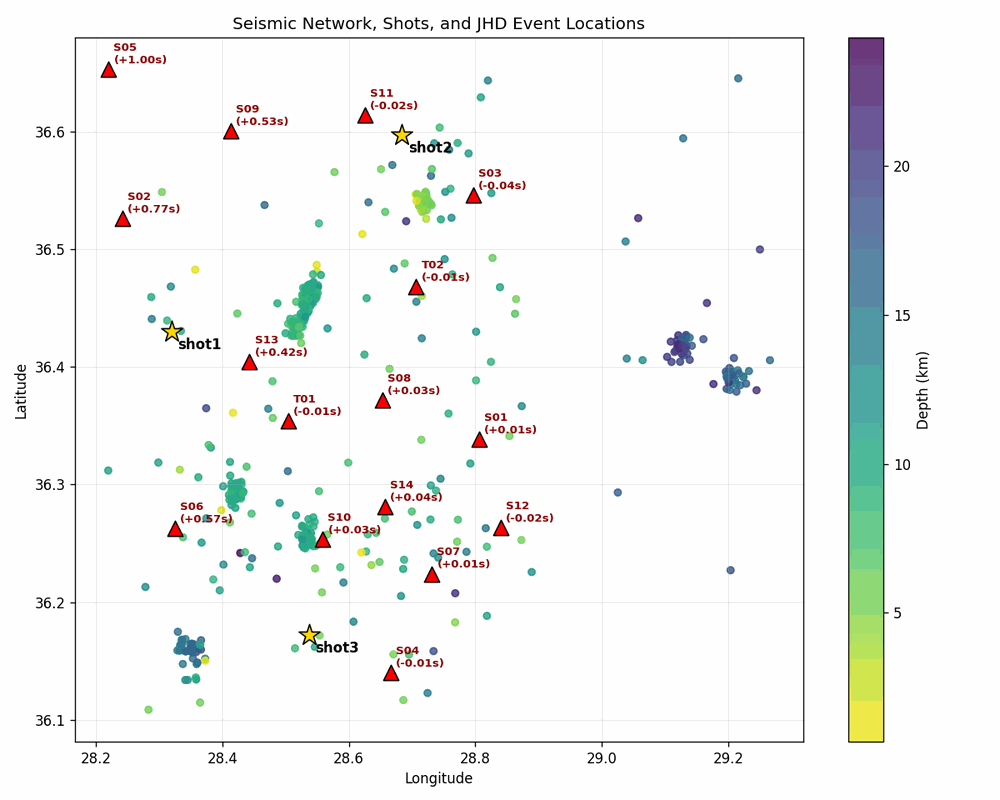 Seismic Network, Shots, and JHD Event Locations
S05
(+1.00s)
S11
(-0.02s)
S09
(+0.53s)
shot2
S03
(-0.04s)
S02
(+0.77s)
T02
(-0.01s)
shot1
S13
(+0.42s)
S08
(+0.03s)
T01
(-0.01s)
S01
(+0.01s)
S14
(+0.04s)
S06
(+0.57s)
S10
(+0.03s)
S12
(-0.02s)
S07
(+0.01s)
shot3
S04
(-0.01s)
36.6
36.5
36.4
36.3
36.2
36.1
Latitude
28.2 28.4 28.6 28.8 29.0 29.2
Longitude
20
15
10
5
Depth (km)